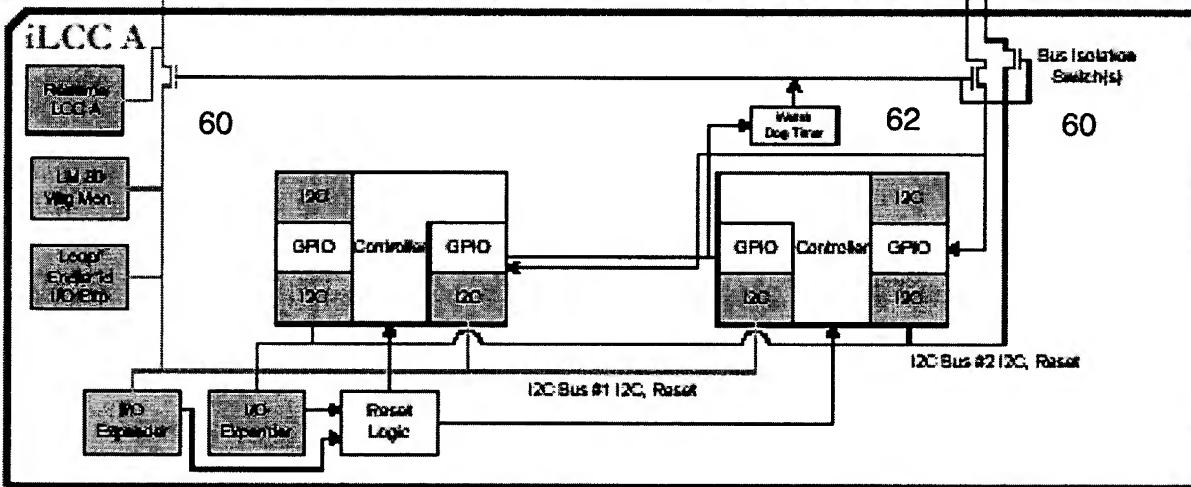 iLCC A
LCC A
60
Dog Timer
62
Bus Isolation
Switch(s)
60
I2C
GPIO
Controller
GPIO
I2C
I2C
I2C
GPIO
Controller
GPIO
I2C
I2C
I2C Bus #2 I2C, Reset
I2C Bus #1 I2C, Reset
I/O
Expander
I/O
Expander
Reset
Logic